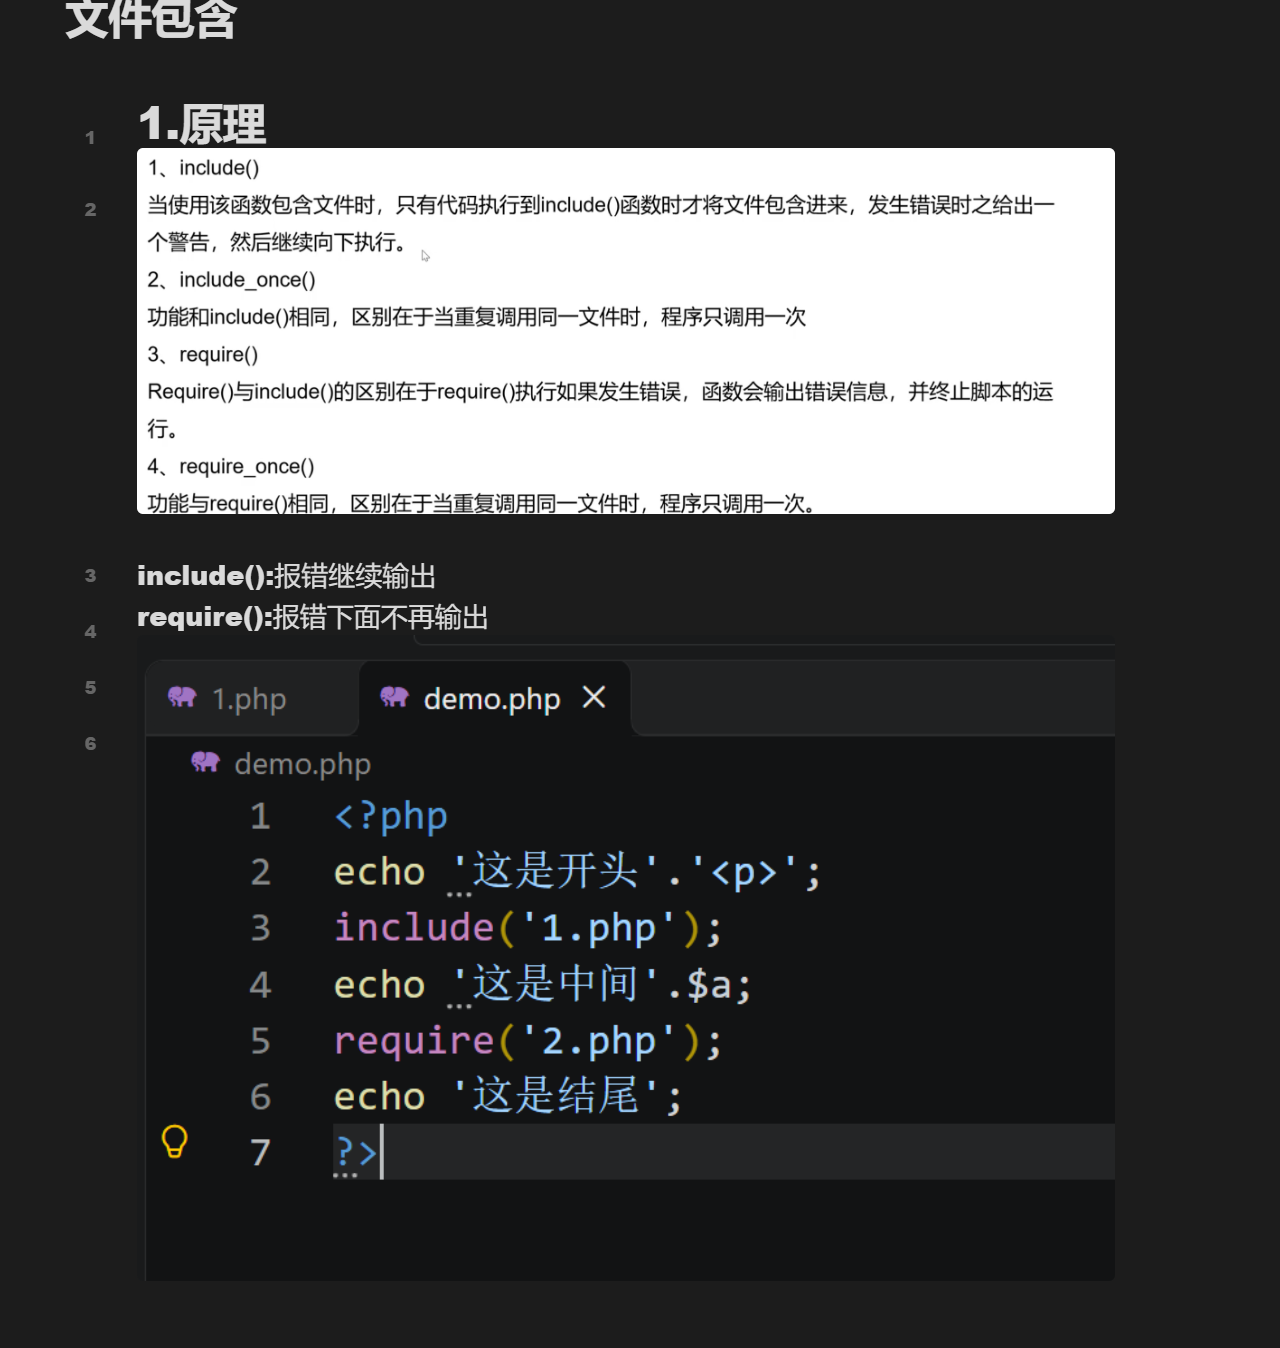 文件包含
1
1.原理
2
1、include()
当使用该函数包含文件时，只有代码执行到include()函数时才将文件包含进来，发生错误时之给出一
个警告，然后继续向下执行。
2、include_once()
功能和include()相同，区别在于当重复调用同一文件时，程序只调用一次
3、require()
Require()与include()的区别在于require()执行如果发生错误，函数会输出错误信息，并终止脚本的运
行。
4、require_once()
功能与require()相同，区别在于当重复调用同一文件时，程序只调用一次。
3
include():报错继续输出
4
require():报错下面不再输出
5
6
1.php
demo.php
demo.php
1 <?php
2 echo '这是开头'.'<p>';
3 include('1.php');
4 echo '这是中间'.$a;
5 require('2.php');
6 echo '这是结尾';
7 ?>